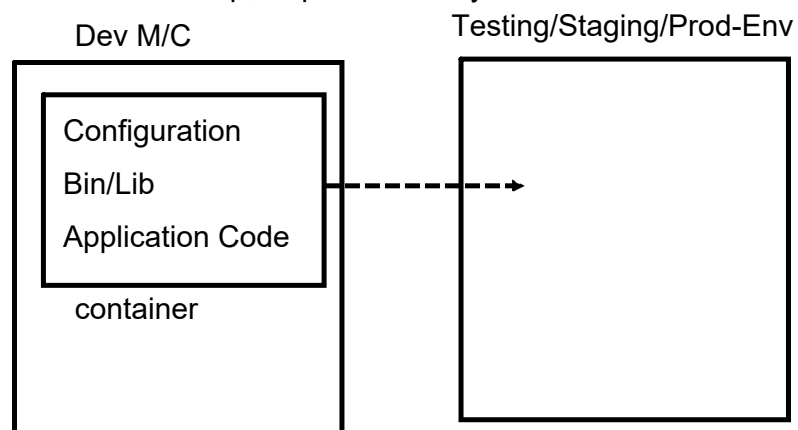 Dev M/C
Testing/Staging/Prod-Env
Configuration
Bin/Lib
Application Code
container